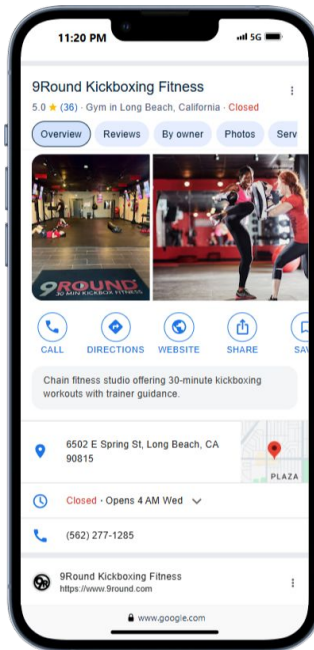 11:20 PM 5G
9Round Kickboxing Fitness
5.0 ★ (36) · Gym in Long Beach, California · Closed
Overview Reviews By owner Photos Serv
9ROUND
30 MIN KICKBOX FITNESS
CALL DIRECTIONS WEBSITE SHARE SAV
Chain fitness studio offering 30-minute kickboxing
workouts with trainer guidance.
6502 E Spring St, Long Beach, CA
90815
PLAZA
Closed · Opens 4 AM Wed
(562) 277-1285
9R
9Round Kickboxing Fitness
https://www.9round.com
www.google.com